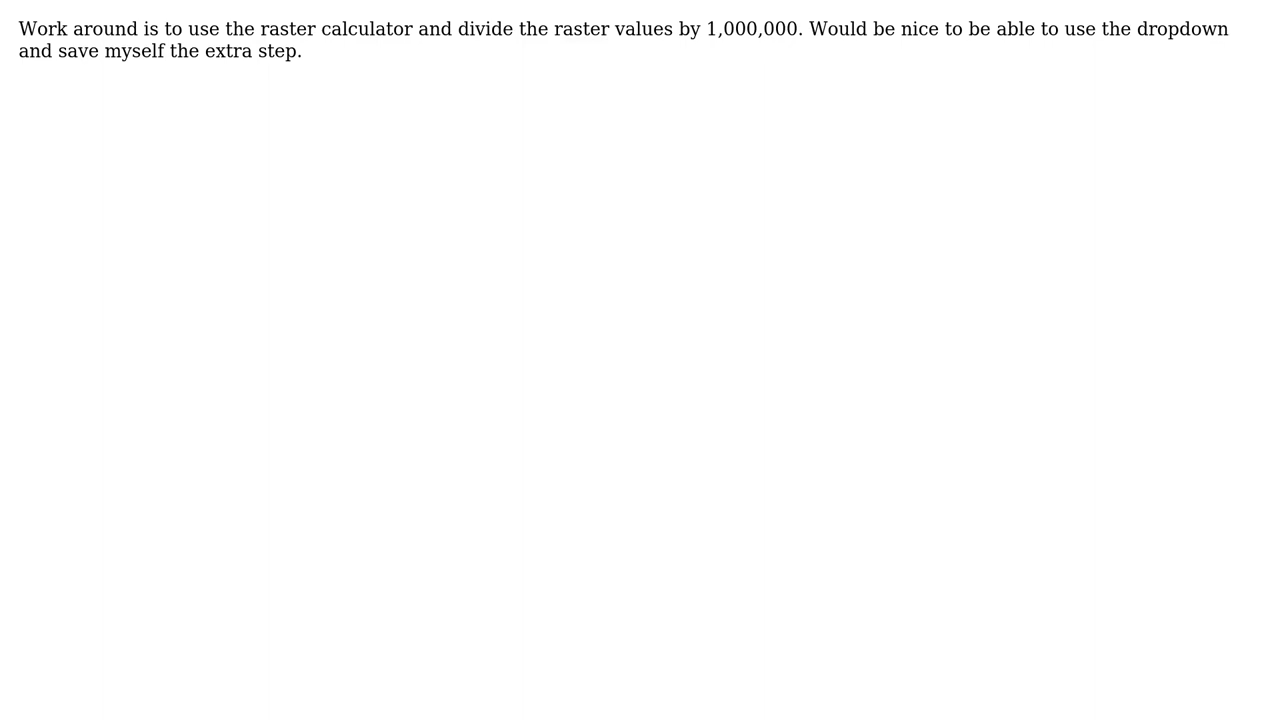 Work around is to use the raster calculator and divide the raster values by 1,000,000. Would be nice to be able to use the dropdown
and save myself the extra step.